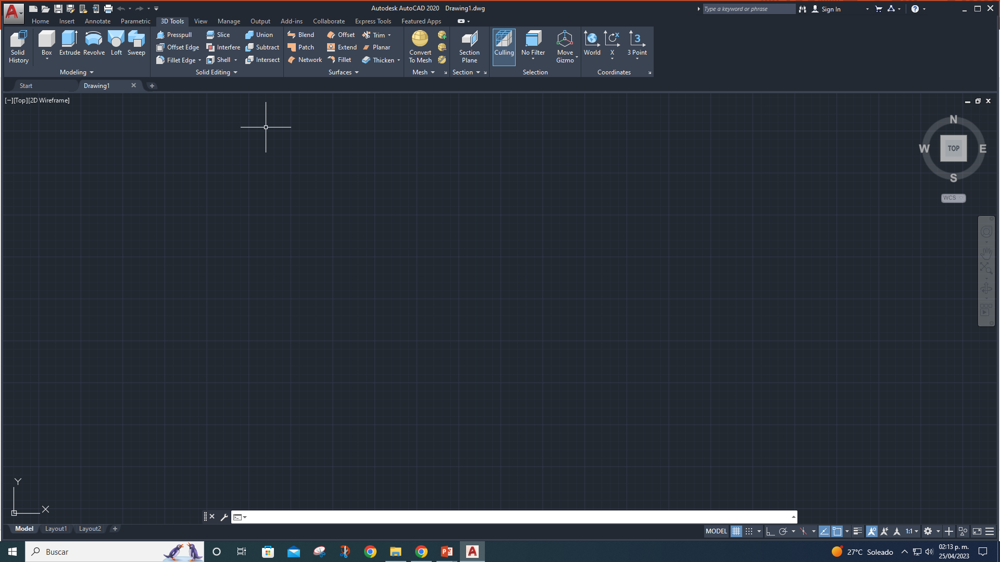 Autodesk AutoCAD 2020 Drawing1.dwg
Type a keyword or phrase
Sign In
Home Insert Annotate Parametric 3D Tools View Manage Output Add-ins Collaborate Express Tools Featured Apps
Solid History
Box
Extrude
Revolve
Loft
Sweep
Modeling
Presspull
Offset Edge
Fillet Edge
Slice
Interfere
Shell
Union
Subtract
Intersect
Solid Editing
Blend
Patch
Network
Offset
Extend
Fillet
Trim
Planar
Thicken
Surfaces
Convert To Mesh
Mesh
Section Plane
Section
Culling
No Filter
Move Gizmo
Selection
World
X
3
3 Point
Coordinates
Start
Drawing1
[−][Top][2D Wireframe]
N
W
TOP
E
S
WCS
Y
X
Model Layout1 Layout2
MODEL
1:1
Buscar
27°C Soleado
02:13 p. m.
25/04/2023